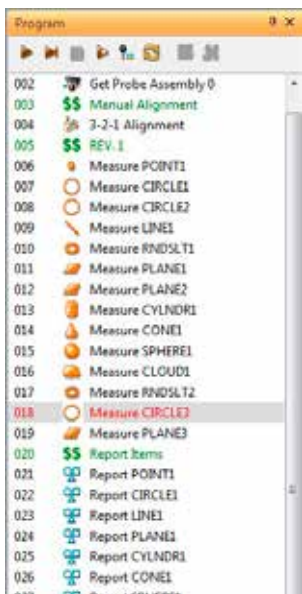 Program
002 Get Probe Assembly 0
003 $$ Manual Alignment
004 3-2-1 Alignment
005 $$ REV. 1
006 Measure POINT1
007 Measure CIRCLE1
008 Measure CIRCLE2
009 Measure LINE1
010 Measure RNDSLT1
011 Measure PLANE1
012 Measure PLANE2
013 Measure CYLNDR1
014 Measure CONE1
015 Measure SPHERE1
016 Measure CLOUD1
017 Measure RNDSLT2
018 Measure CIRCLE3
019 Measure PLANE3
020 $$ Report Items
021 Report POINT1
022 Report CIRCLE1
023 Report LINE1
024 Report PLANE1
025 Report CYLNDR1
026 Report CONE1